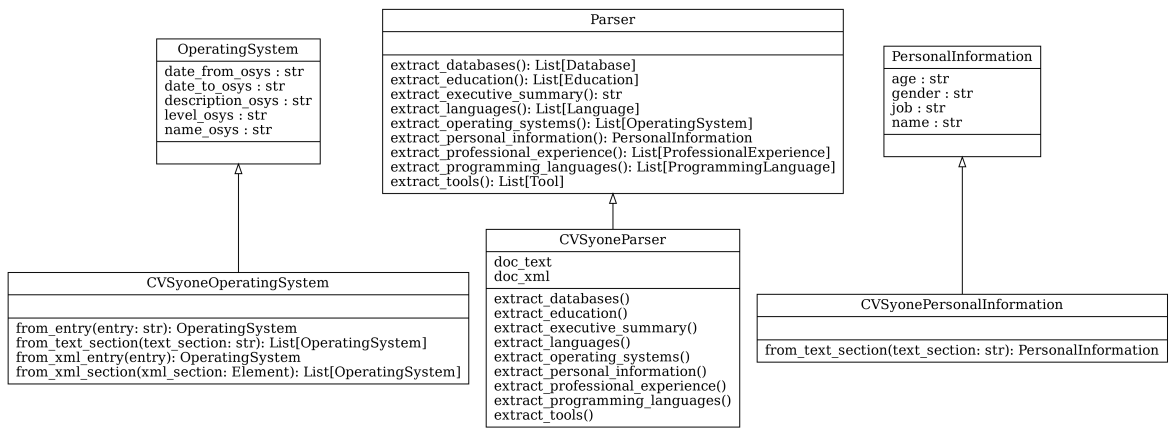 OperatingSystem
date_from_osys : str
date_to_osys : str
description_osys : str
level_osys : str
name_osys : str
Parser
extract_databases(): List[Database]
extract_education(): List[Education]
extract_executive_summary(): str
extract_languages(): List[Language]
extract_operating_systems(): List[OperatingSystem]
extract_personal_information(): PersonalInformation
extract_professional_experience(): List[ProfessionalExperience]
extract_programming_languages(): List[ProgrammingLanguage]
extract_tools(): List[Tool]
PersonalInformation
age : str
gender : str
job : str
name : str
CVSyoneOperatingSystem
from_entry(entry: str): OperatingSystem
from_text_section(text_section: str): List[OperatingSystem]
from_xml_entry(entry): OperatingSystem
from_xml_section(xml_section: Element): List[OperatingSystem]
CVSyoneParser
doc_text
doc_xml
extract_databases()
extract_education()
extract_executive_summary()
extract_languages()
extract_operating_systems()
extract_personal_information()
extract_professional_experience()
extract_programming_languages()
extract_tools()
CVSyonePersonalInformation
from_text_section(text_section: str): PersonalInformation